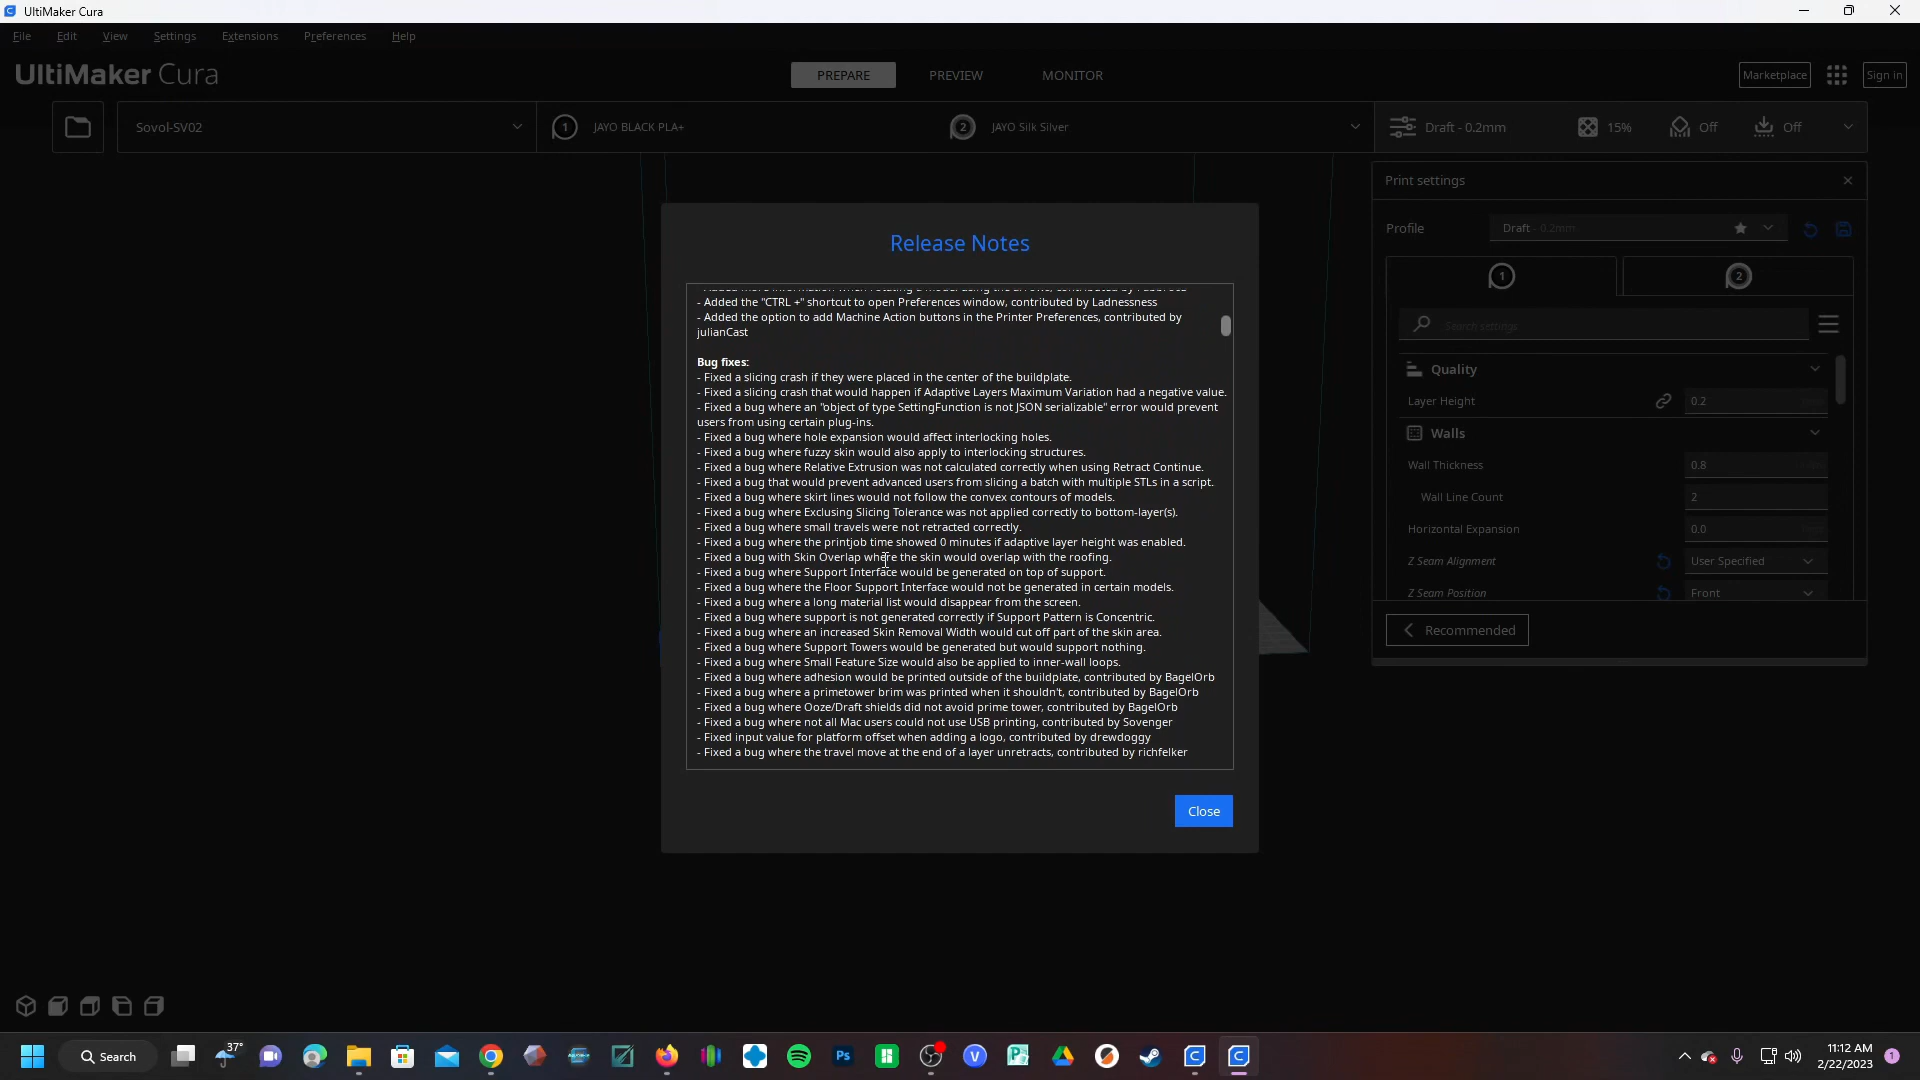 UltiMaker Cura
File Edit View Settings Extensions Preferences Help
UltiMaker Cura
PREPARE PREVIEW MONITOR
Marketplace
Sign in
Sovol-SV02
1 JAYO BLACK PLA+
2 JAYO Silk Silver
Draft - 0.2mm 15% Off Off
Print settings
Profile Draft - 0.2mm
1 2
Search settings
Quality
Layer Height 0.2
Walls
Wall Thickness 0.8
Wall Line Count 2
Horizontal Expansion 0.0
Z Seam Alignment User Specified
Z Seam Position Front
Recommended
Release Notes
- Added the "CTRL +" shortcut to open Preferences window, contributed by Ladnessness
- Added the option to add Machine Action buttons in the Printer Preferences, contributed by
julianCast
Bug fixes:
- Fixed a slicing crash if they were placed in the center of the buildplate.
- Fixed a slicing crash that would happen if Adaptive Layers Maximum Variation had a negative value.
- Fixed a bug where an "object of type SettingFunction is not JSON serializable" error would prevent
users from using certain plug-ins.
- Fixed a bug where hole expansion would affect interlocking holes.
- Fixed a bug where fuzzy skin would also apply to interlocking structures.
- Fixed a bug where Relative Extrusion was not calculated correctly when using Retract Continue.
- Fixed a bug that would prevent advanced users from slicing a batch with multiple STLs in a script.
- Fixed a bug where skirt lines would not follow the convex contours of models.
- Fixed a bug where Exclusing Slicing Tolerance was not applied correctly to bottom-layer(s).
- Fixed a bug where small travels were not retracted correctly.
- Fixed a bug where the printjob time showed 0 minutes if adaptive layer height was enabled.
- Fixed a bug with Skin Overlap where the skin would overlap with the roofing.
- Fixed a bug where Support Interface would be generated on top of support.
- Fixed a bug where the Floor Support Interface would not be generated in certain models.
- Fixed a bug where a long material list would disappear from the screen.
- Fixed a bug where support is not generated correctly if Support Pattern is Concentric.
- Fixed a bug where an increased Skin Removal Width would cut off part of the skin area.
- Fixed a bug where Support Towers would be generated but would support nothing.
- Fixed a bug where Small Feature Size would also be applied to inner-wall loops.
- Fixed a bug where adhesion would be printed outside of the buildplate, contributed by BagelOrb
- Fixed a bug where a primetower brim was printed when it shouldn't, contributed by BagelOrb
- Fixed a bug where Ooze/Draft shields did not avoid prime tower, contributed by BagelOrb
- Fixed a bug where not all Mac users could not use USB printing, contributed by Sovenger
- Fixed input value for platform offset when adding a logo, contributed by drewdoggy
- Fixed a bug where the travel move at the end of a layer unretracts, contributed by richfelker
Close
Search
37°
Ps
V
11:12 AM
2/22/2023
1